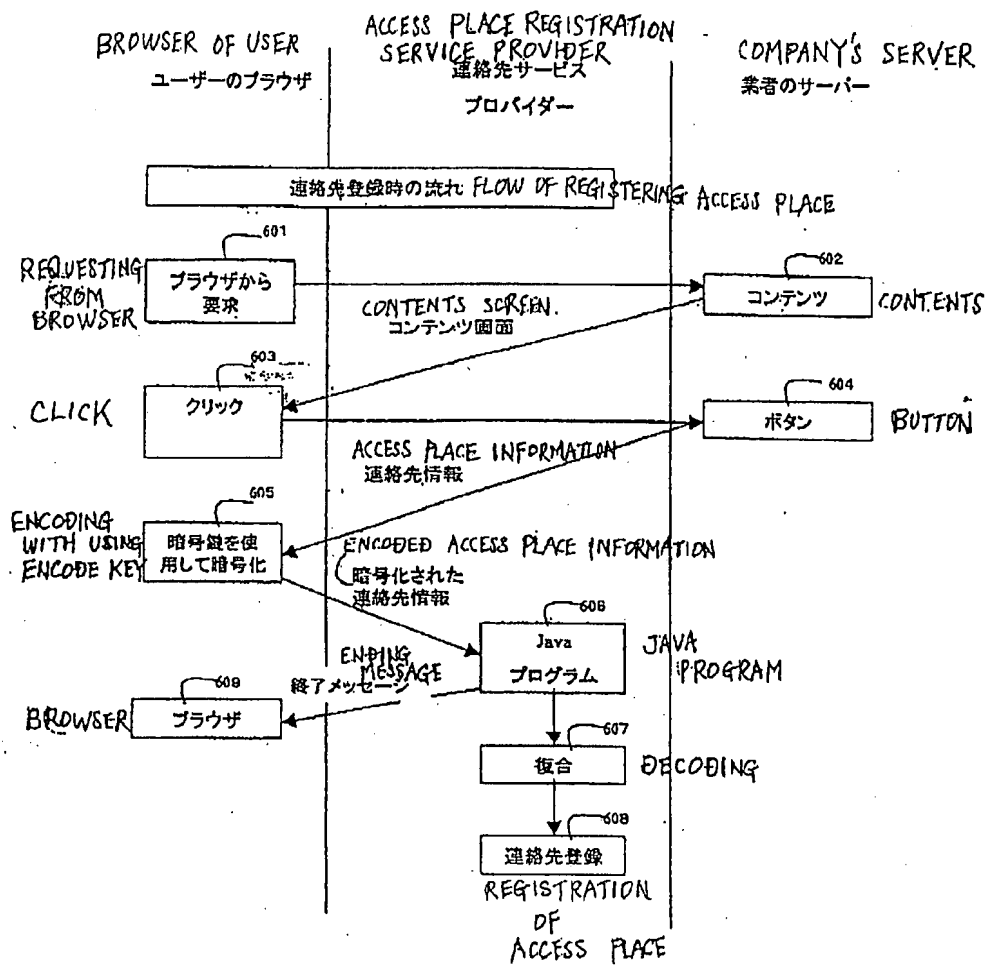 BROWSER OF USER
ユーザーのブラウザ
ACCESS PLACE REGISTRATION
SERVICE PROVIDER
連絡先サービス
プロバイダー
COMPANY'S SERVER
業者のサーバー
連絡先登録時の流れ FLOW OF REGISTERING ACCESS PLACE
601
REQUESTING
FROM
BROWSER
ブラウザから
要求
602
コンテンツ
CONTENTS
CONTENTS SCREEN.
コンテンツ画面
603
CLICK
クリック
604
ボタン
BUTTON
ACCESS PLACE INFORMATION
連絡先情報
605
ENCODING
WITH USING
ENCODE KEY
暗号鍵を使
用して暗号化
ENCODED ACCESS PLACE INFORMATION
暗号化された
連絡先情報
606
Java
プログラム
JAVA
PROGRAM
ENDING
MESSAGE
終了メッセージ
609
BROWSER
ブラウザ
607
復合
DECODING
608
連絡先登録
REGISTRATION
OF
ACCESS PLACE